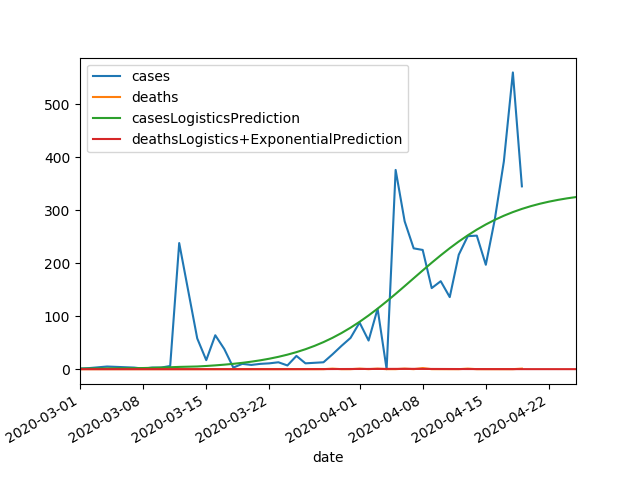 cases
deaths
casesLogisticsPrediction
deathsLogistics+ExponentialPrediction
500
400
300
200
100
0
2020-03-01
2020-03-08
2020-03-15
2020-03-22
2020-04-01
2020-04-08
2020-04-15
2020-04-22
date